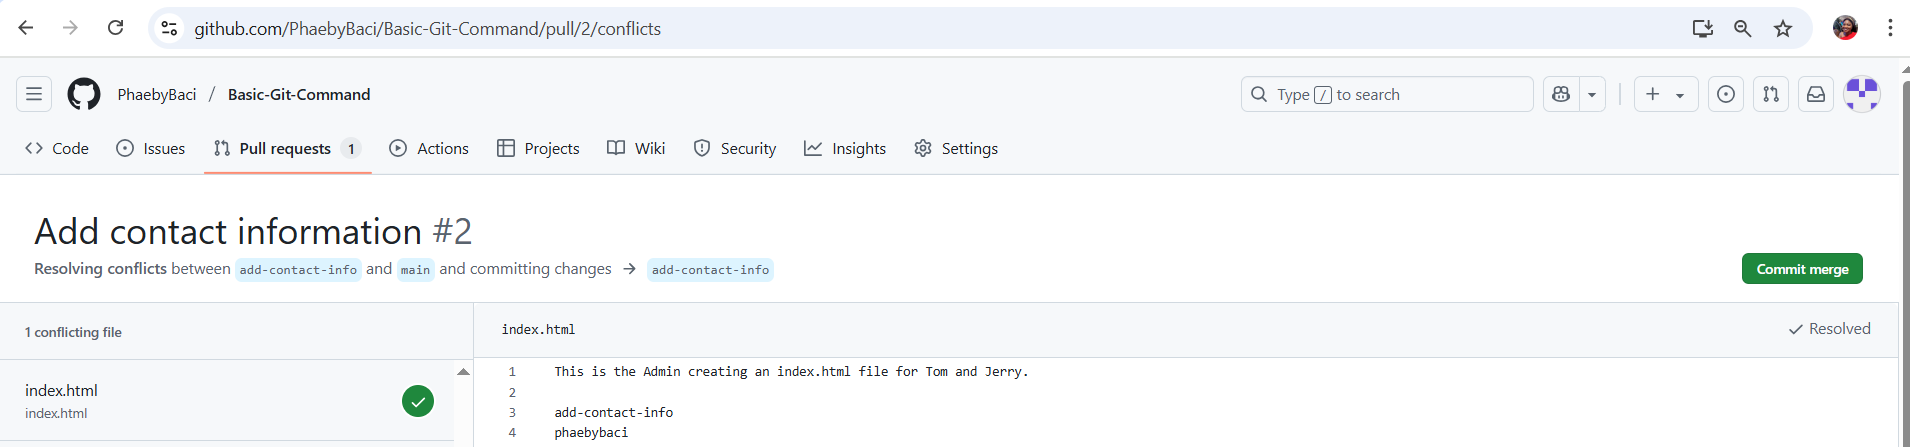 github.com/PhaebyBaci/Basic-Git-Command/pull/2/conflicts
PhaebyBaci / Basic-Git-Command
Type / to search
Code Issues Pull requests 1 Actions Projects Wiki Security Insights Settings
Add contact information #2
Resolving conflicts between add-contact-info and main and committing changes → add-contact-info
Commit merge
1 conflicting file
index.html
index.html
index.html
Resolved
1 This is the Admin creating an index.html file for Tom and Jerry.
2
3 add-contact-info
4 phaebybaci